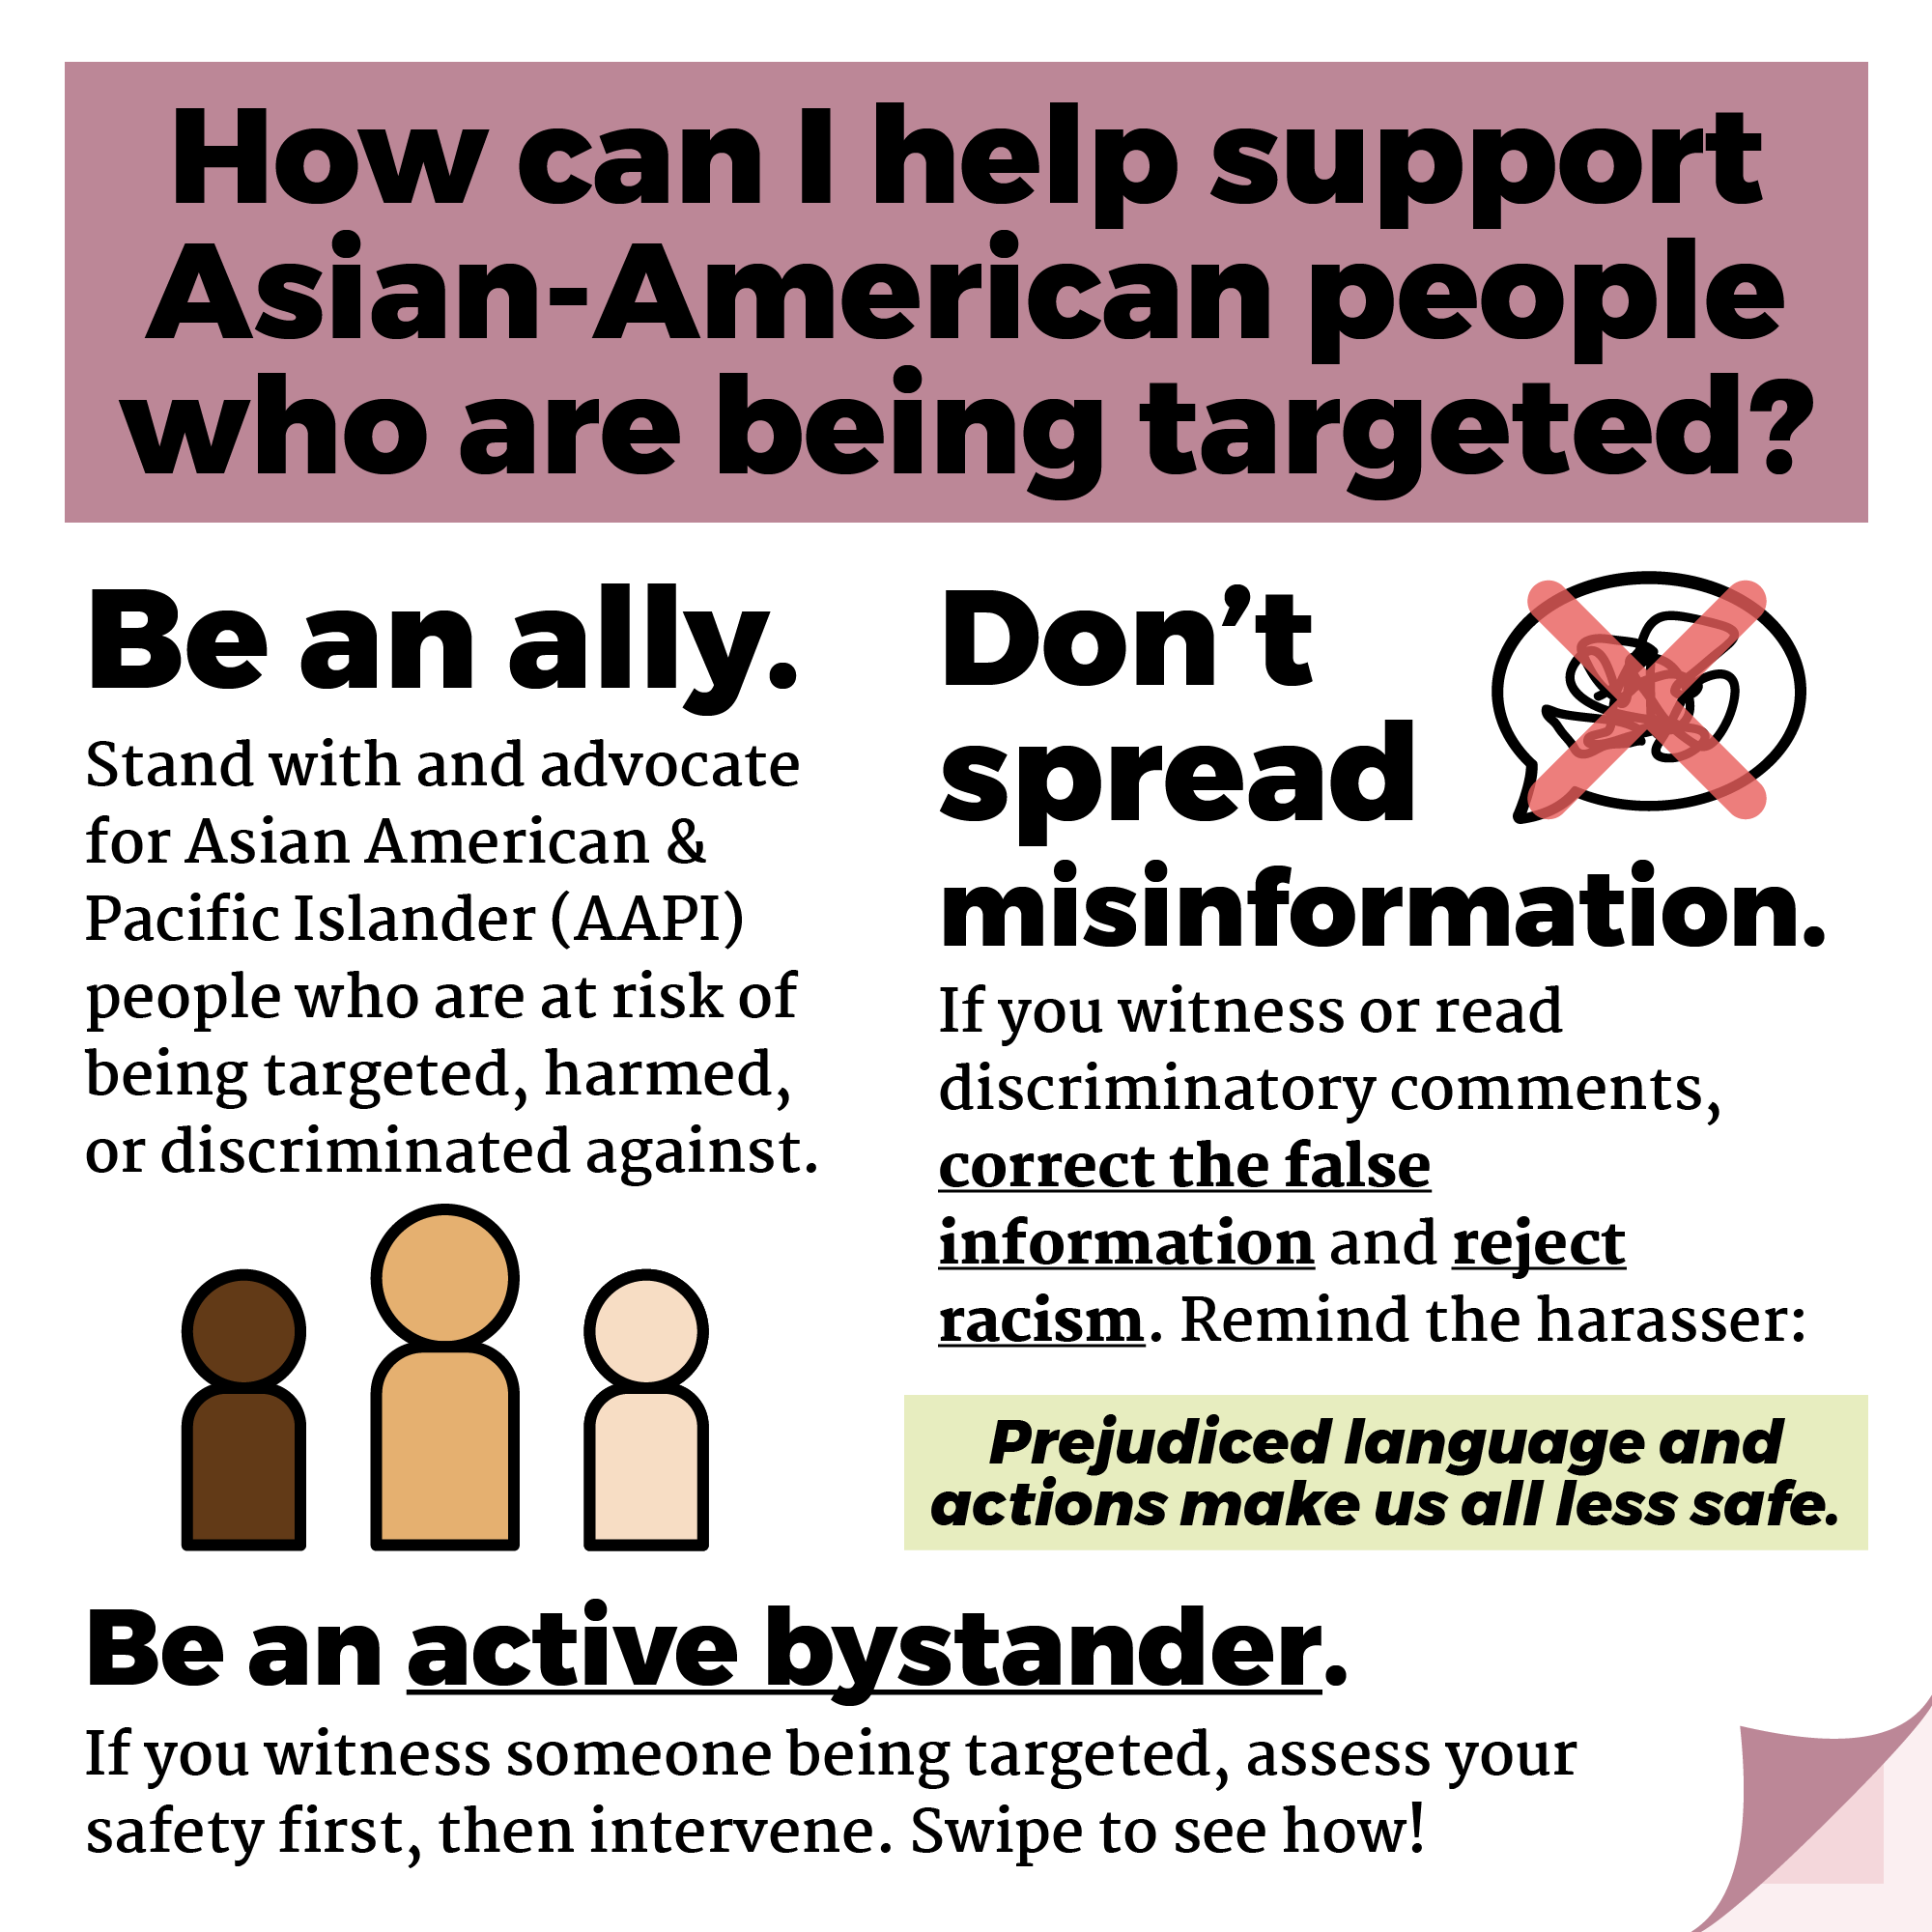 How can I help support
Asian-American people
who are being targeted?
Be an ally.
Stand with and advocate
for Asian American &
Pacific Islander (AAPI)
people who are at risk of
being targeted, harmed,
or discriminated against.
Don’t
spread
misinformation.
If you witness or read
discriminatory comments,
correct the false
information and reject
racism. Remind the harasser:
Prejudiced language and
actions make us all less safe.
Be an active bystander.
If you witness someone being targeted, assess your
safety first, then intervene. Swipe to see how!